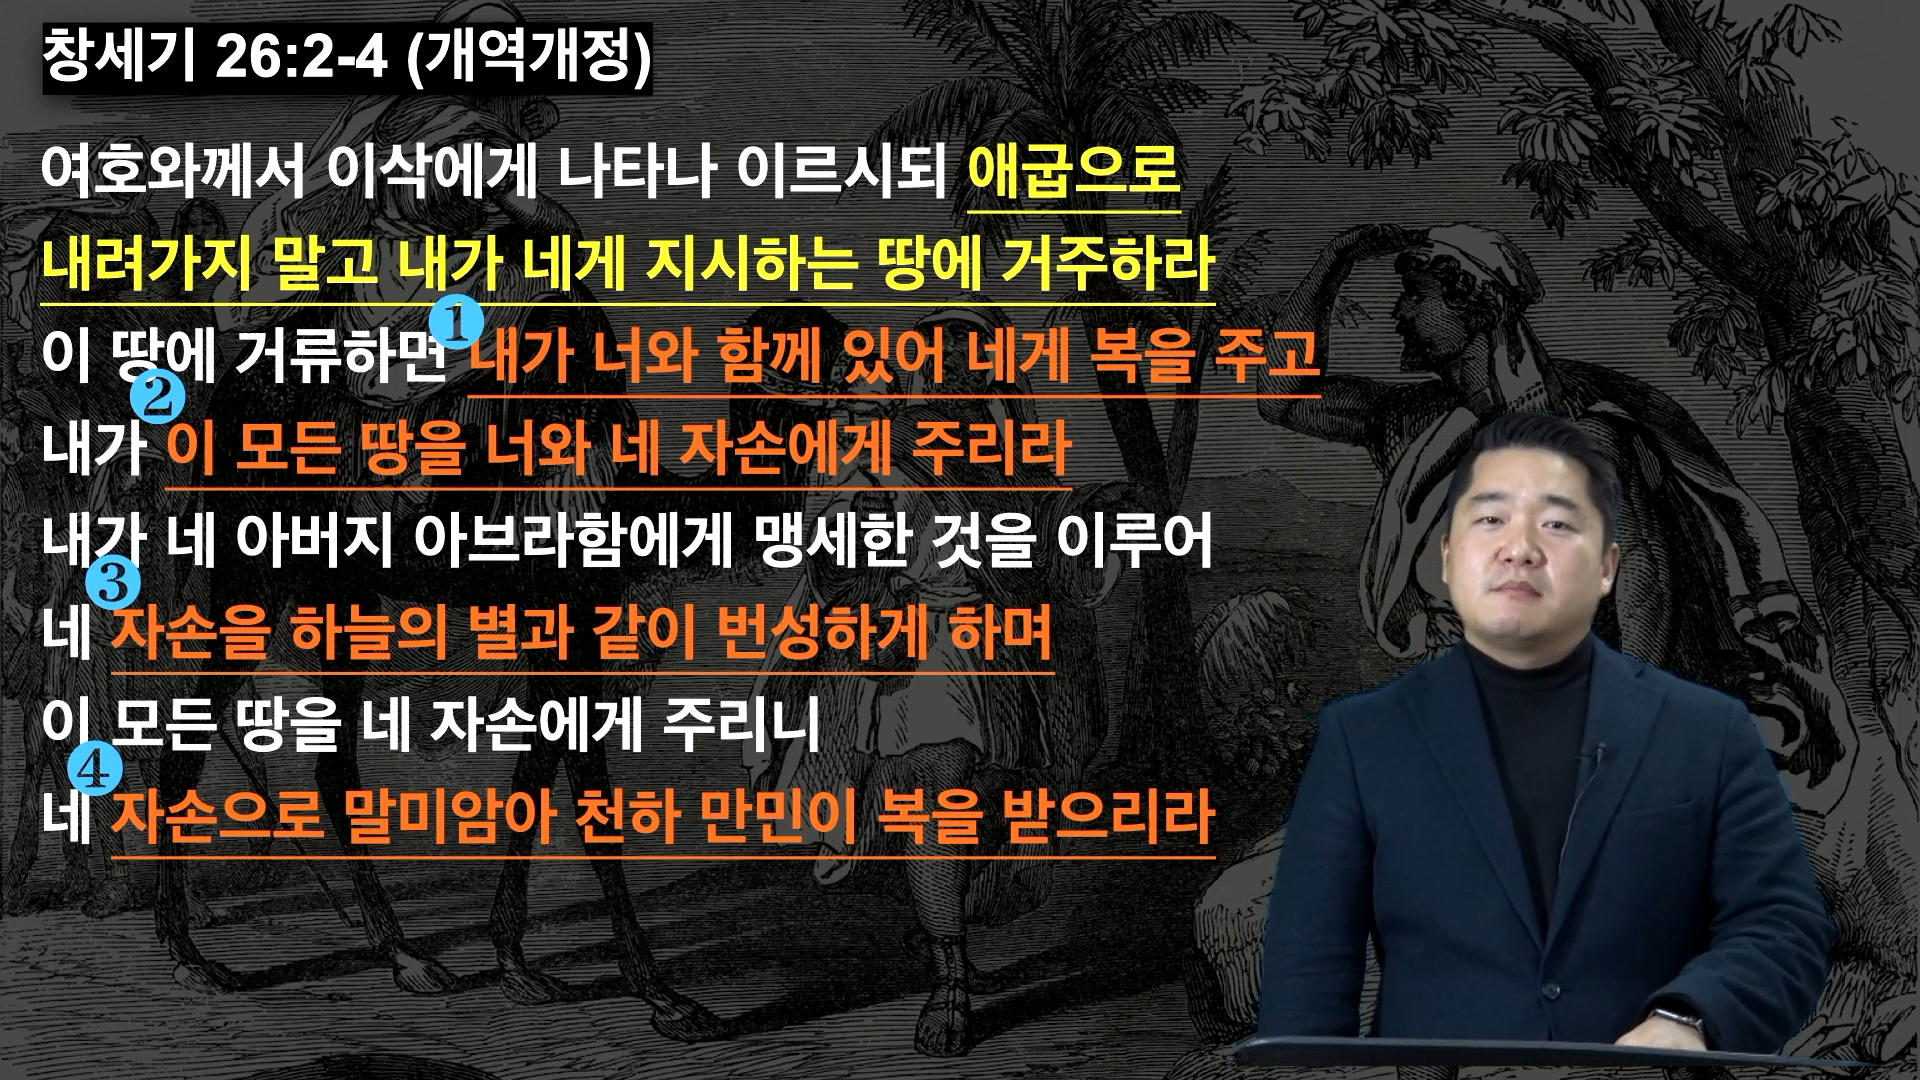 창세기 26:2-4 (개역개정)
여호와께서 이삭에게 나타나 이르시되 애굽으로
내려가지 말고 내가 네게 지시하는 땅에 거주하라
이 땅에 거류하면 ❶ 내가 너와 함께 있어 네게 복을 주고
내가 ❷ 이 모든 땅을 너와 네 자손에게 주리라
내가 네 아버지 아브라함에게 맹세한 것을 이루어
네 ❸ 자손을 하늘의 별과 같이 번성하게 하며
이 모든 땅을 네 자손에게 주리니
네 ❹ 자손으로 말미암아 천하 만민이 복을 받으리라